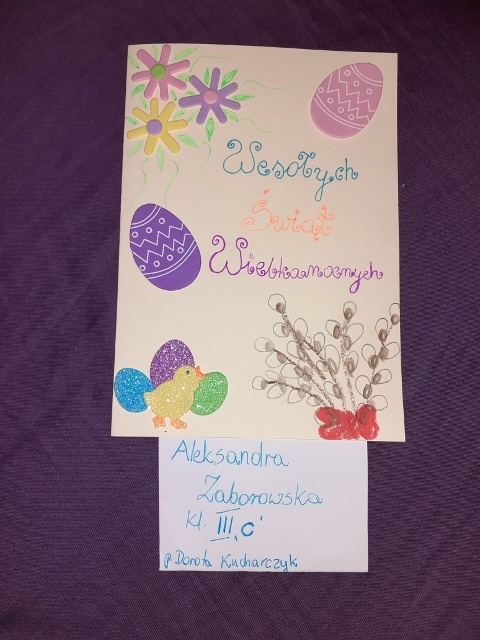 Wesołych
Świąt
Wielkanocnych
Aleksandra
Zaborowska
kl. III „c"
p. Dorota Kucharczyk